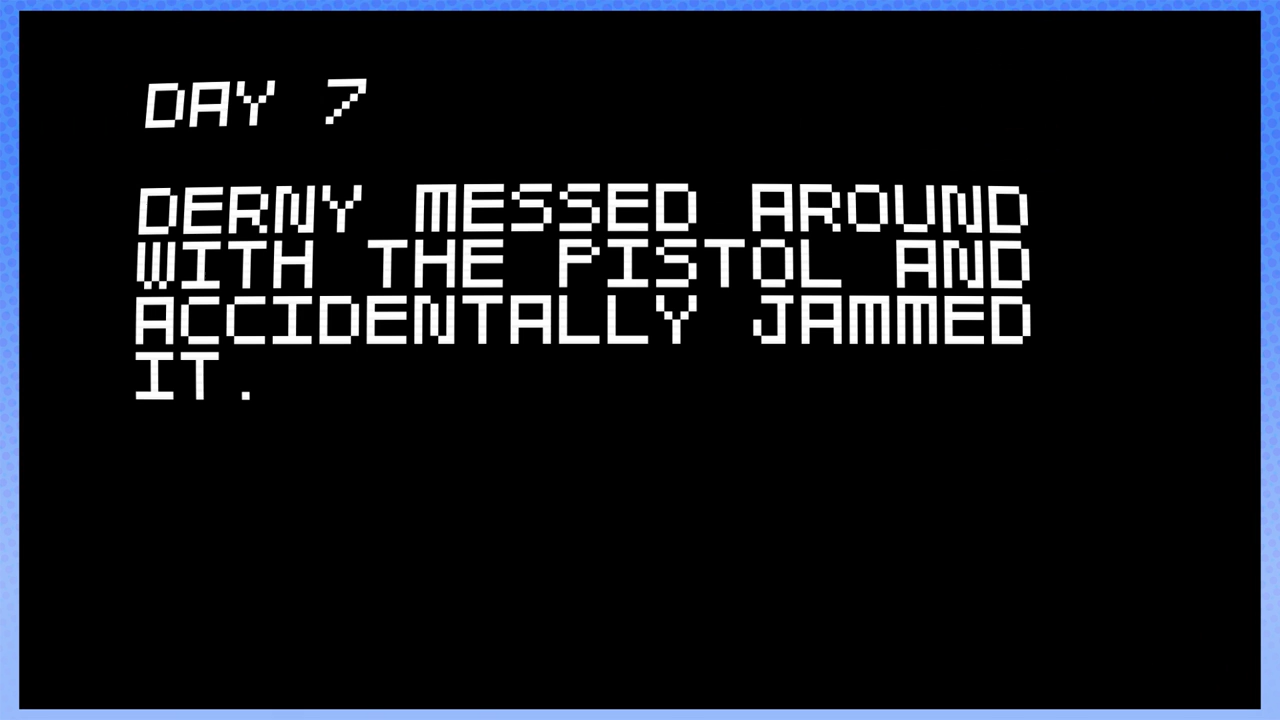 DAY 7
DERNY MESSED AROUND
WITH THE PISTOL AND
ACCIDENTALLY JAMMED
IT.